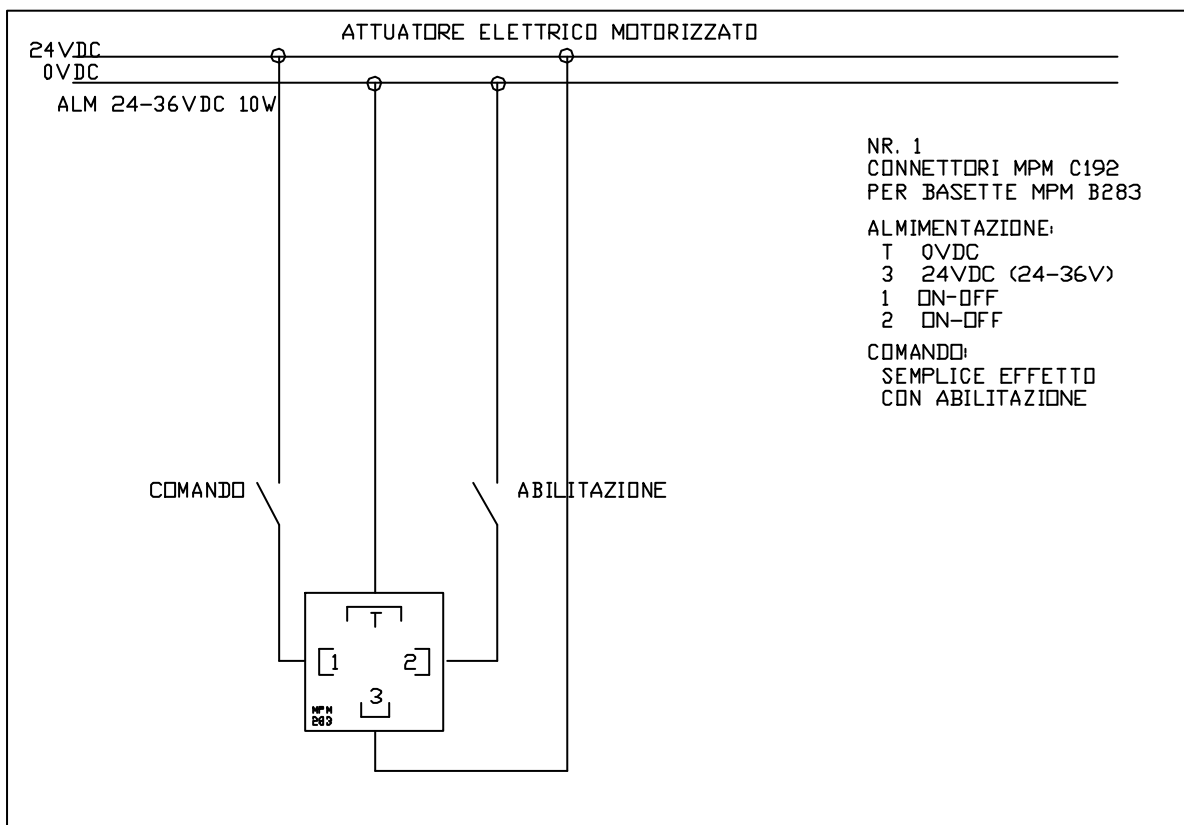 ATTUATORE ELETTRICO MOTORIZZATO
24VDC
0VDC
ALM 24-36VDC 10W
NR. 1
CONNETTORI MPM C192
PER BASETTE MPM B283
ALMIMENTAZIONE:
T 0VDC
3 24VDC (24-36V)
1 ON-OFF
2 ON-OFF
COMANDO:
SEMPLICE EFFETTO
CON ABILITAZIONE
COMANDO
ABILITAZIONE
T
1 2
3
MPM
283